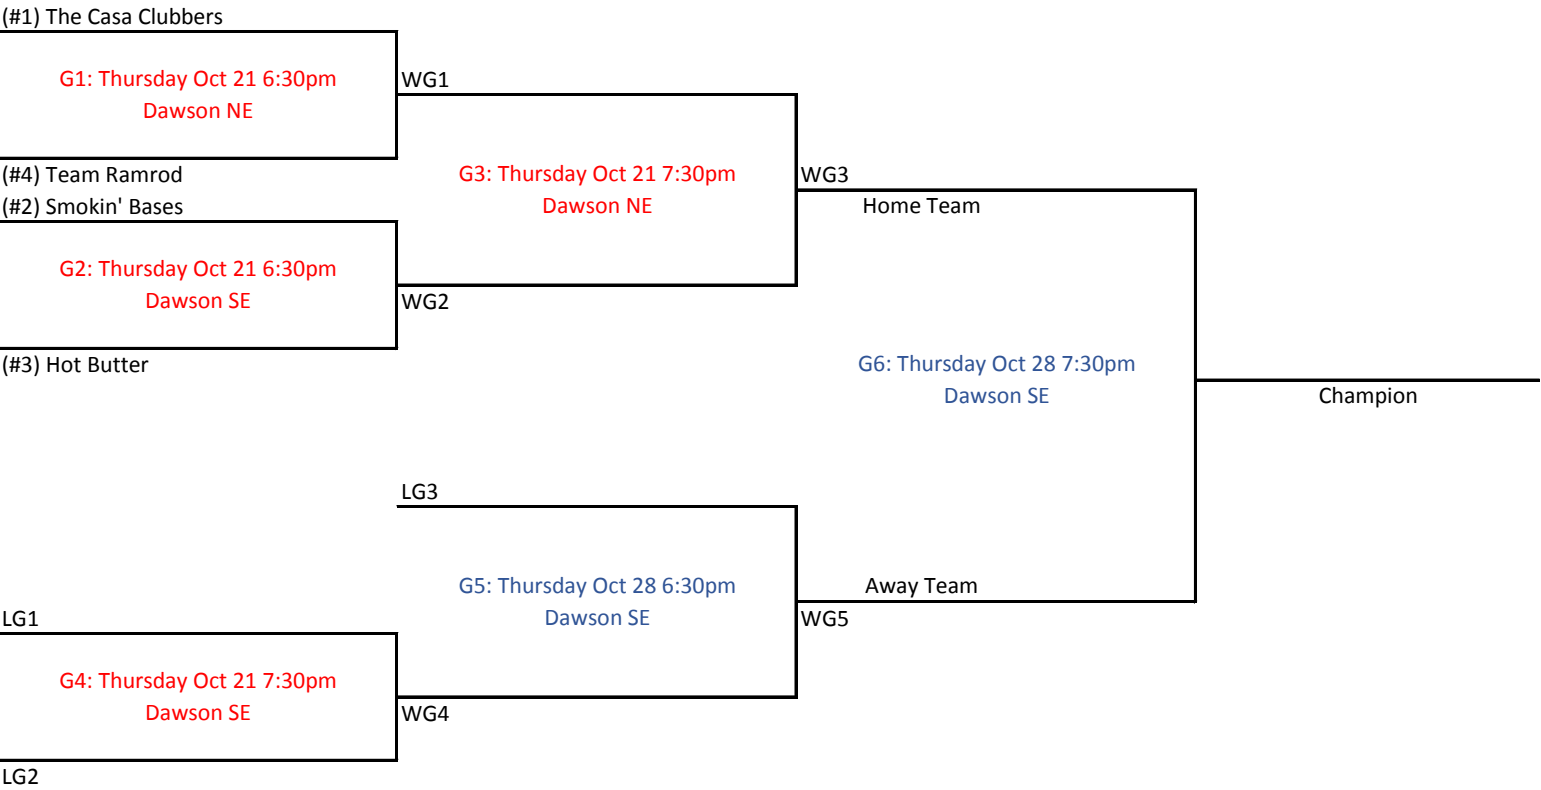 (#1) The Casa Clubbers
G1: Thursday Oct 21 6:30pm
Dawson NE
WG1
(#4) Team Ramrod
(#2) Smokin' Bases
G3: Thursday Oct 21 7:30pm
Dawson NE
WG3
Home Team
G2: Thursday Oct 21 6:30pm
Dawson SE
WG2
(#3) Hot Butter
G6: Thursday Oct 28 7:30pm
Dawson SE
Champion
LG3
G5: Thursday Oct 28 6:30pm
Dawson SE
Away Team
WG5
LG1
G4: Thursday Oct 21 7:30pm
Dawson SE
WG4
LG2